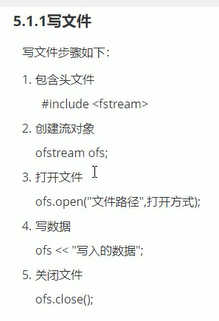 5.1.1写文件
写文件步骤如下：
1. 包含头文件
#include <fstream>
2. 创建流对象
ofstream ofs;
3. 打开文件
ofs.open("文件路径",打开方式);
4. 写数据
ofs << "写入的数据";
5. 关闭文件
ofs.close();